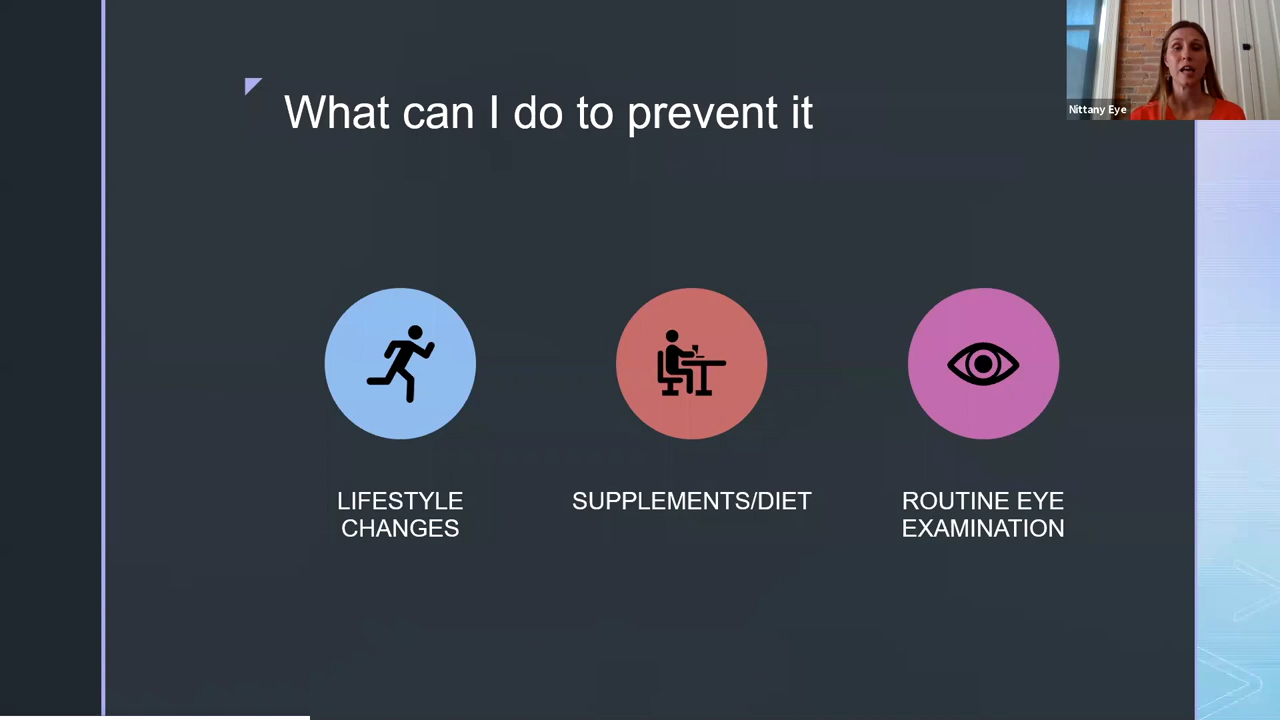 What can I do to prevent it
Nittany Eye
LIFESTYLE
CHANGES
SUPPLEMENTS/DIET
ROUTINE EYE
EXAMINATION